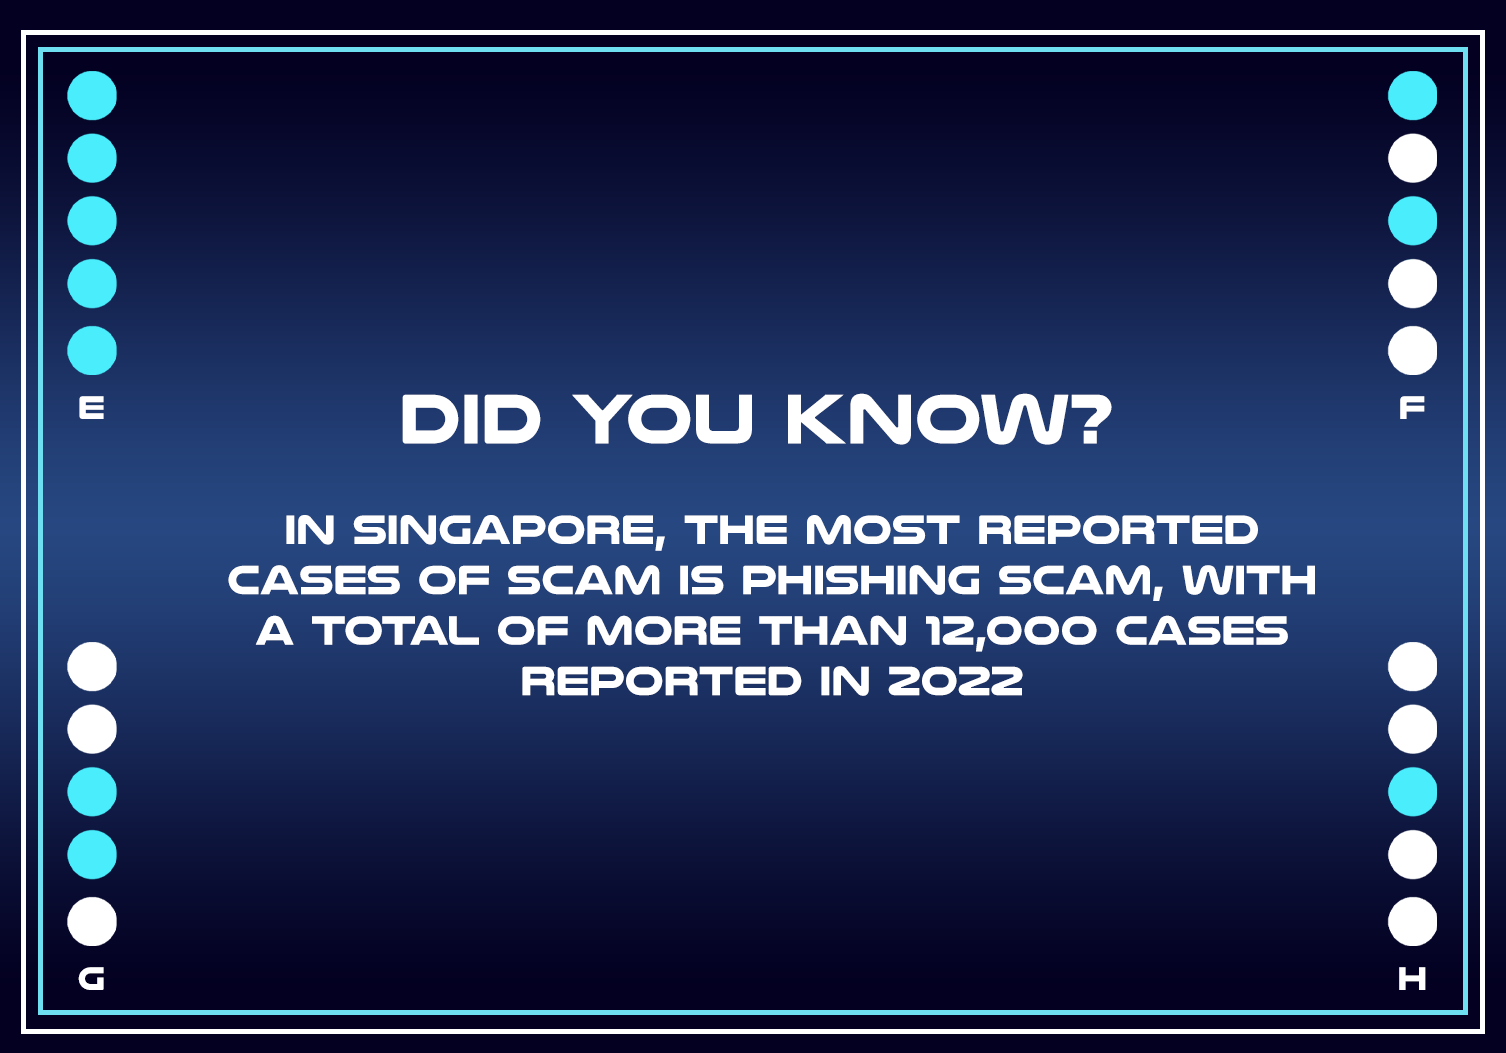 E
F
DID YOU KNOW?
IN SINGAPORE, THE MOST REPORTED
CASES OF SCAM IS PHISHING SCAM, WITH
A TOTAL OF MORE THAN 12,000 CASES
REPORTED IN 2022
G
H